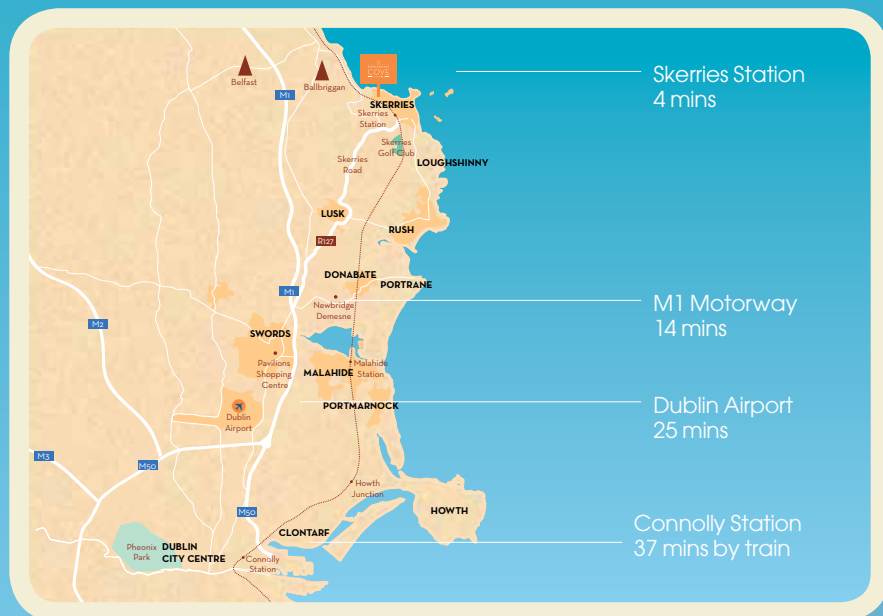 COVE
Belfast
Ballbriggan
M1
SKERRIES
Skerries
Station
Skerries
Golf Club
Skerries
Road
LOUGHSHINNY
LUSK
RUSH
R127
DONABATE
PORTRANE
M1
Newbridge
Demesne
M2
SWORDS
Pavilions
Shopping
Centre
MALAHIDE
Malahide
Station
PORTMARNOCK
Dublin
Airport
M3
M50
Howth
Junction
M50
HOWTH
CLONTARF
Pheonix
Park
DUBLIN
CITY CENTRE
Connolly
Station
Skerries Station
4 mins
M1 Motorway
14 mins
Dublin Airport
25 mins
Connolly Station
37 mins by train